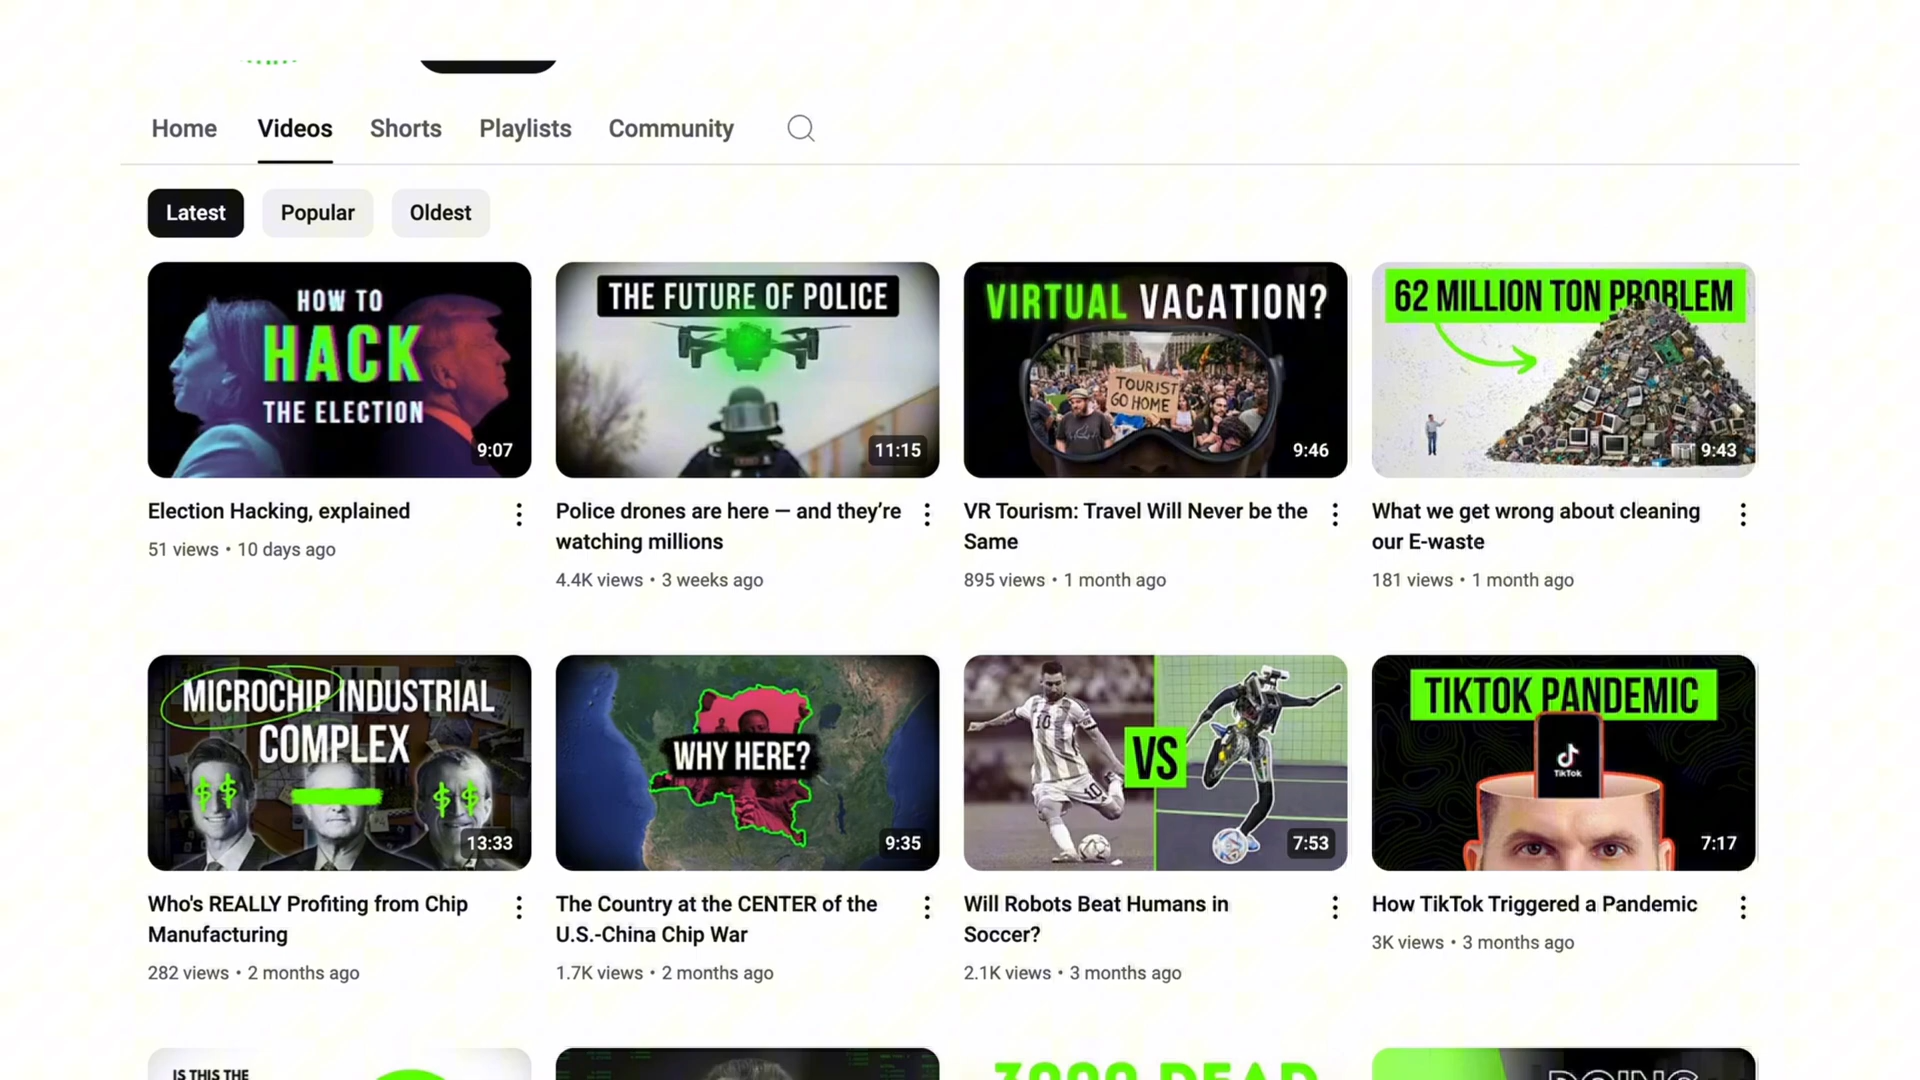 Home Videos Shorts Playlists Community
Latest Popular Oldest
HOW TO
HACK
THE ELECTION
9:07
THE FUTURE OF POLICE
11:15
VIRTUAL VACATION?
TOURIST
GO HOME
9:46
62 MILLION TON PROBLEM
9:43
Election Hacking, explained
51 views • 10 days ago
Police drones are here — and they’re
watching millions
4.4K views • 3 weeks ago
VR Tourism: Travel Will Never be the
Same
895 views • 1 month ago
What we get wrong about cleaning
our E-waste
181 views • 1 month ago
MICROCHIP INDUSTRIAL
COMPLEX
$$
$$
13:33
WHY HERE?
9:35
10
10
VS
7:53
TIKTOK PANDEMIC
TikTok
7:17
Who's REALLY Profiting from Chip
Manufacturing
282 views • 2 months ago
The Country at the CENTER of the
U.S.-China Chip War
1.7K views • 2 months ago
Will Robots Beat Humans in
Soccer?
2.1K views • 3 months ago
How TikTok Triggered a Pandemic
3K views • 3 months ago
IS THIS THE
3000 DEAD
DOING